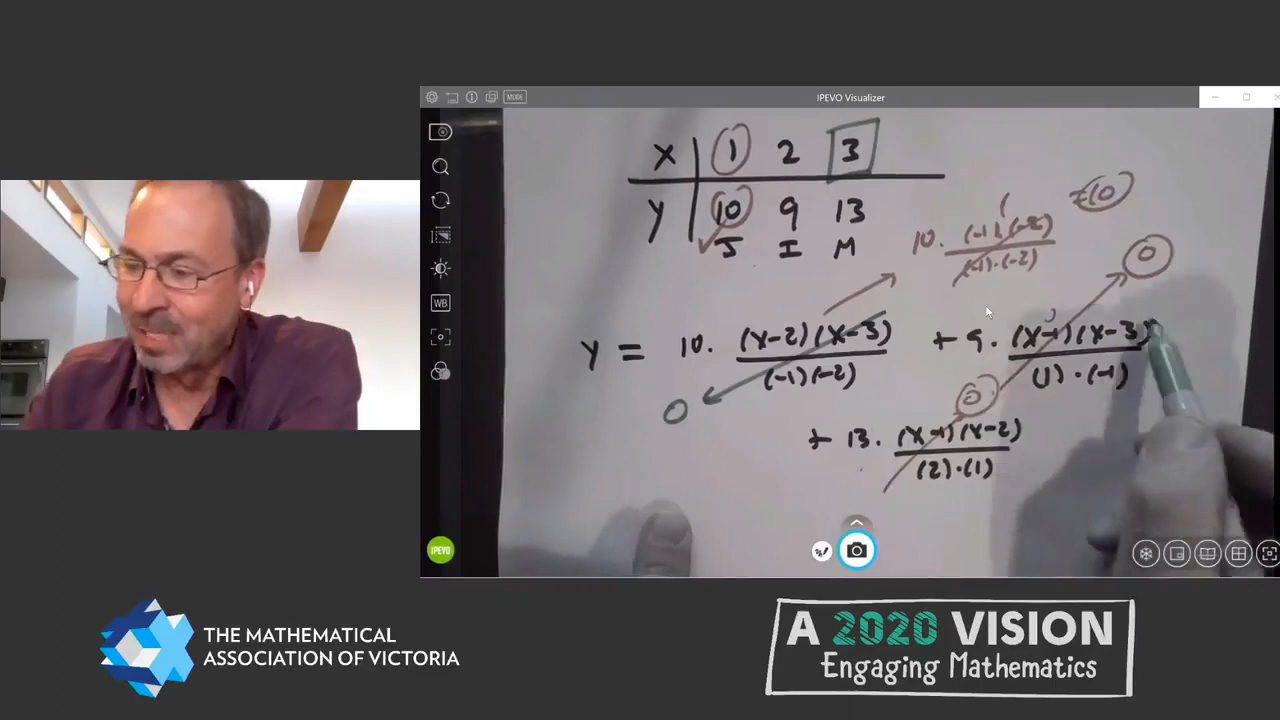 MODE
IPEVO Visualizer
X 1 2 3
Y 10 9 13
J I M
10. (-1).(-2)
(-1).(-2)
=10
0
Y = 10. (x-2)(x-3) + 9. (x-1)(x-3)
(-1)(-2) (1).(-1)
0
0
+ 13. (x-1)(x-2)
(2).(1)
WB
iPEVO
THE MATHEMATICAL
ASSOCIATION OF VICTORIA
A 2020 VISION
Engaging Mathematics